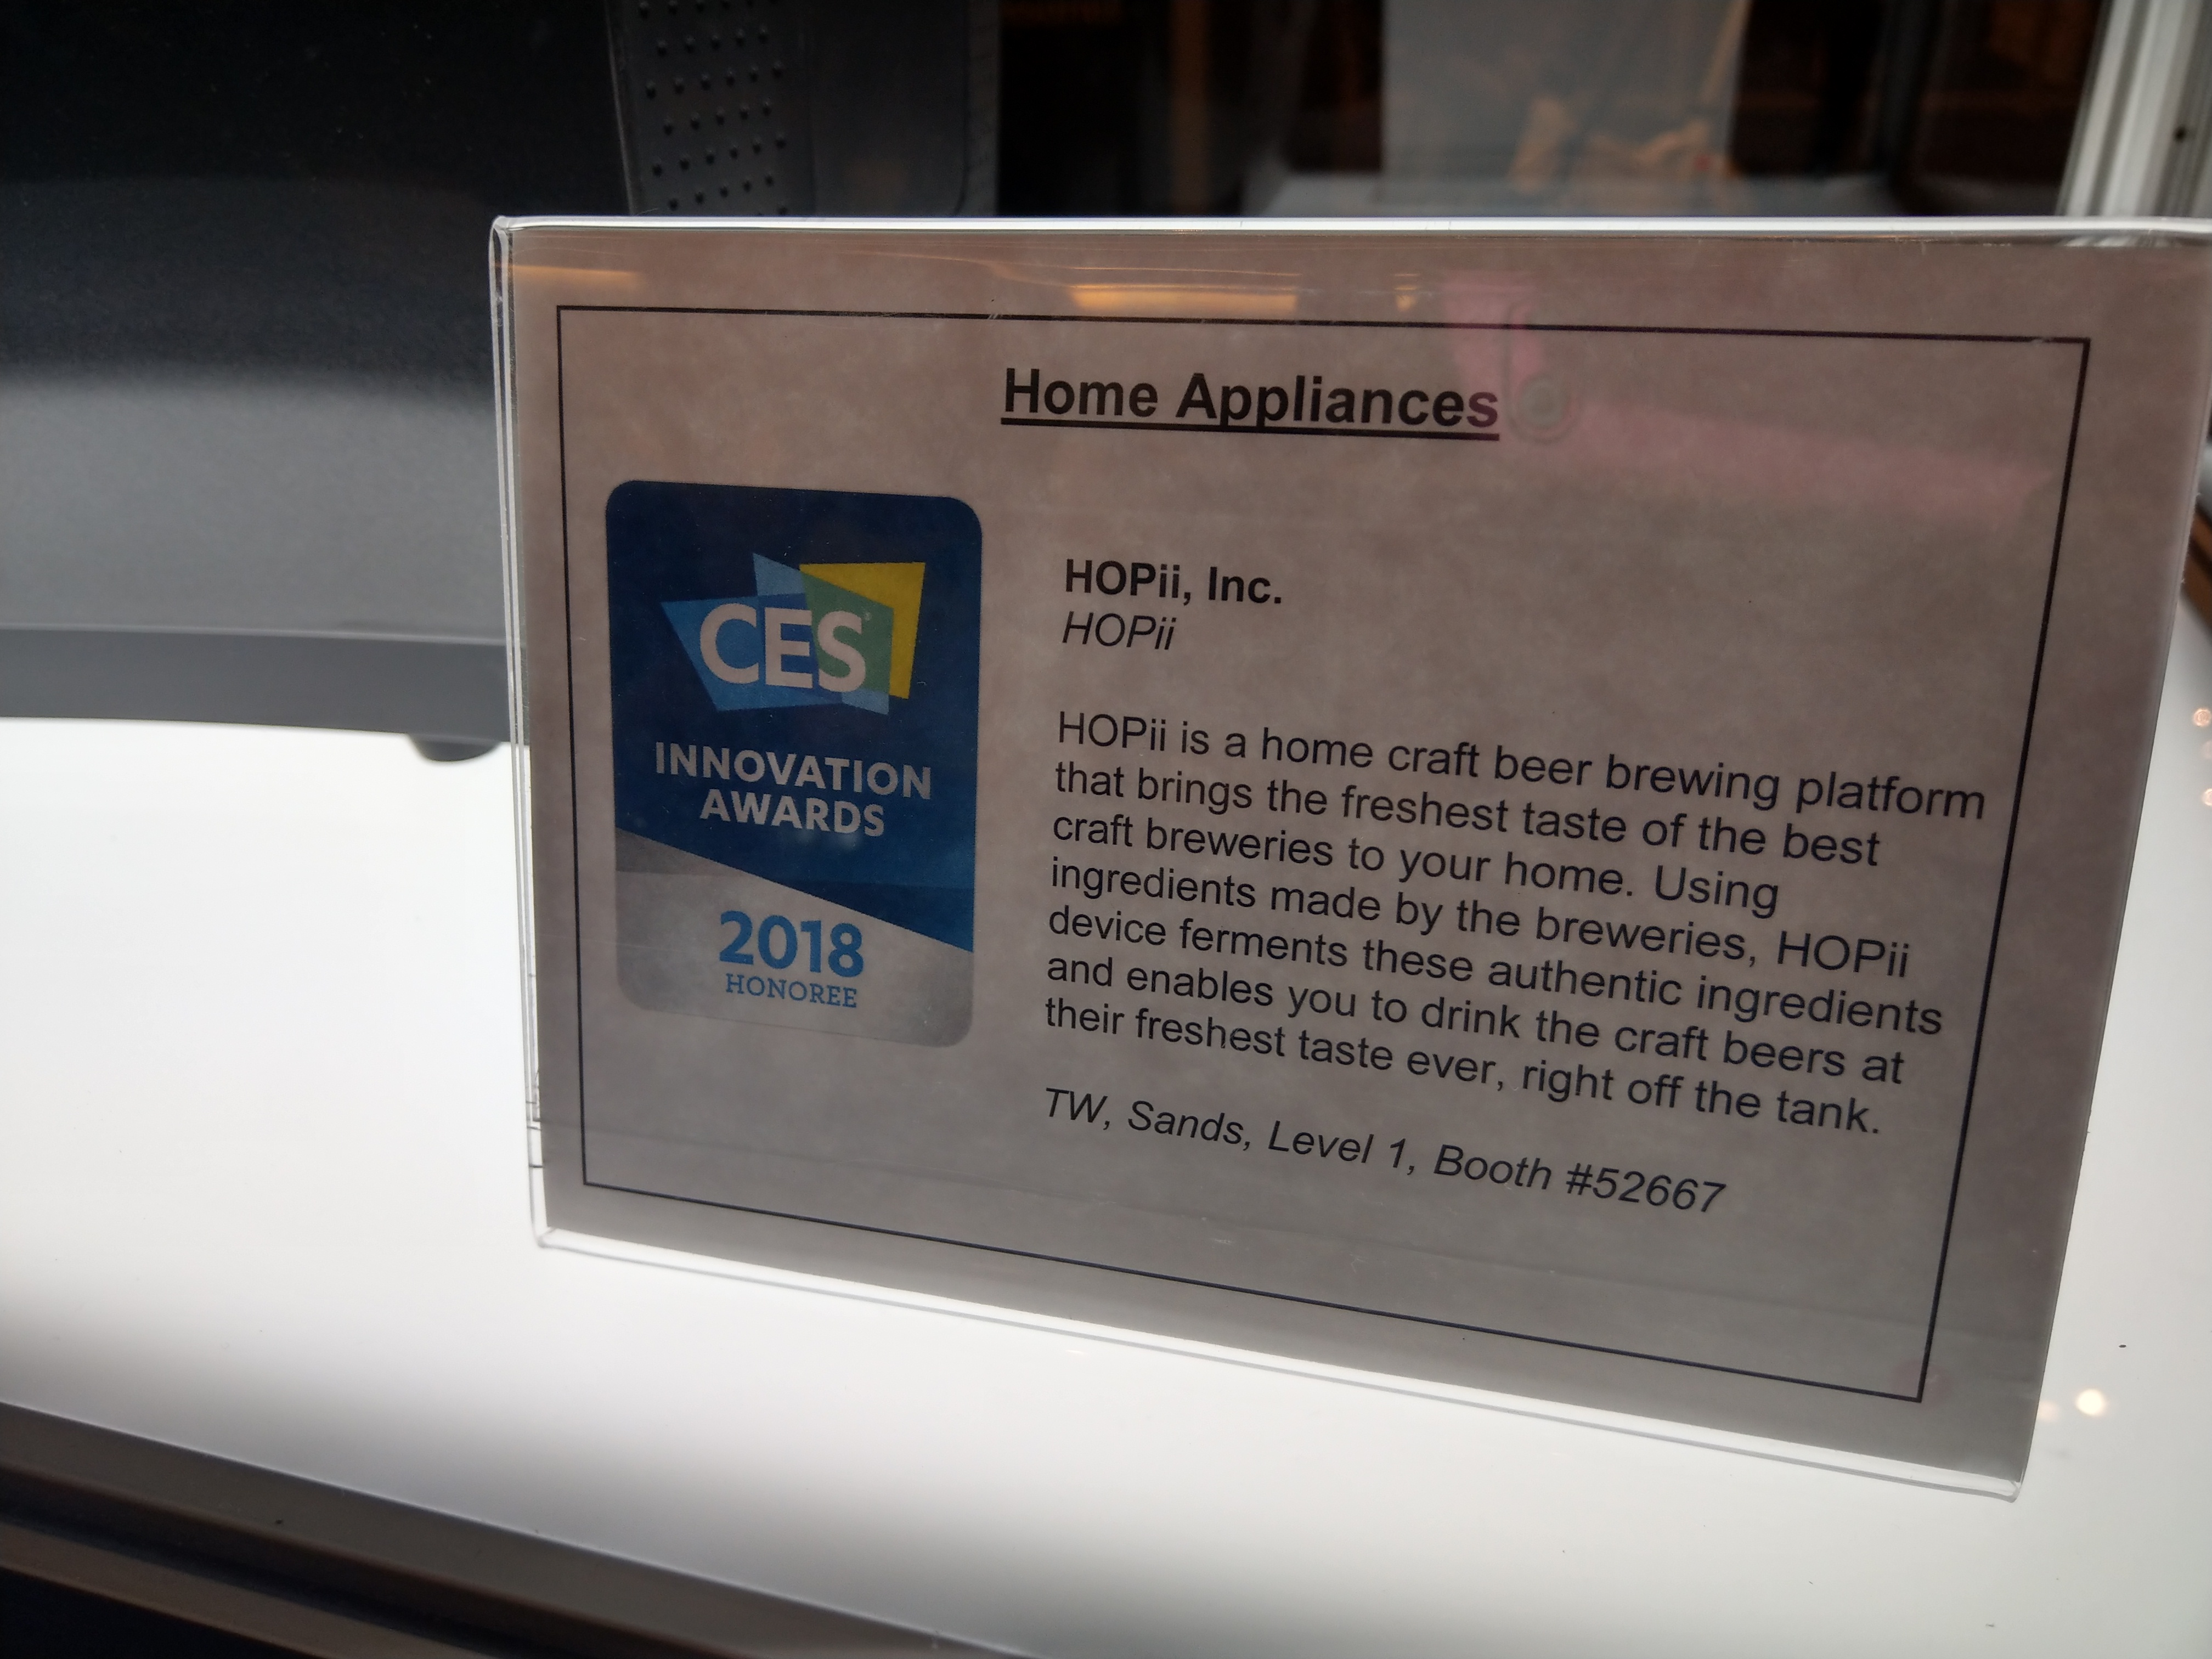 Home Appliances
CES
INNOVATION
AWARDS
2018
HONOREE
HOPii, Inc.
HOPii
HOPii is a home craft beer brewing platform
that brings the freshest taste of the best
craft breweries to your home. Using
ingredients made by the breweries, HOPii
device ferments these authentic ingredients
and enables you to drink the craft beers at
their freshest taste ever, right off the tank.
TW, Sands, Level 1, Booth #52667